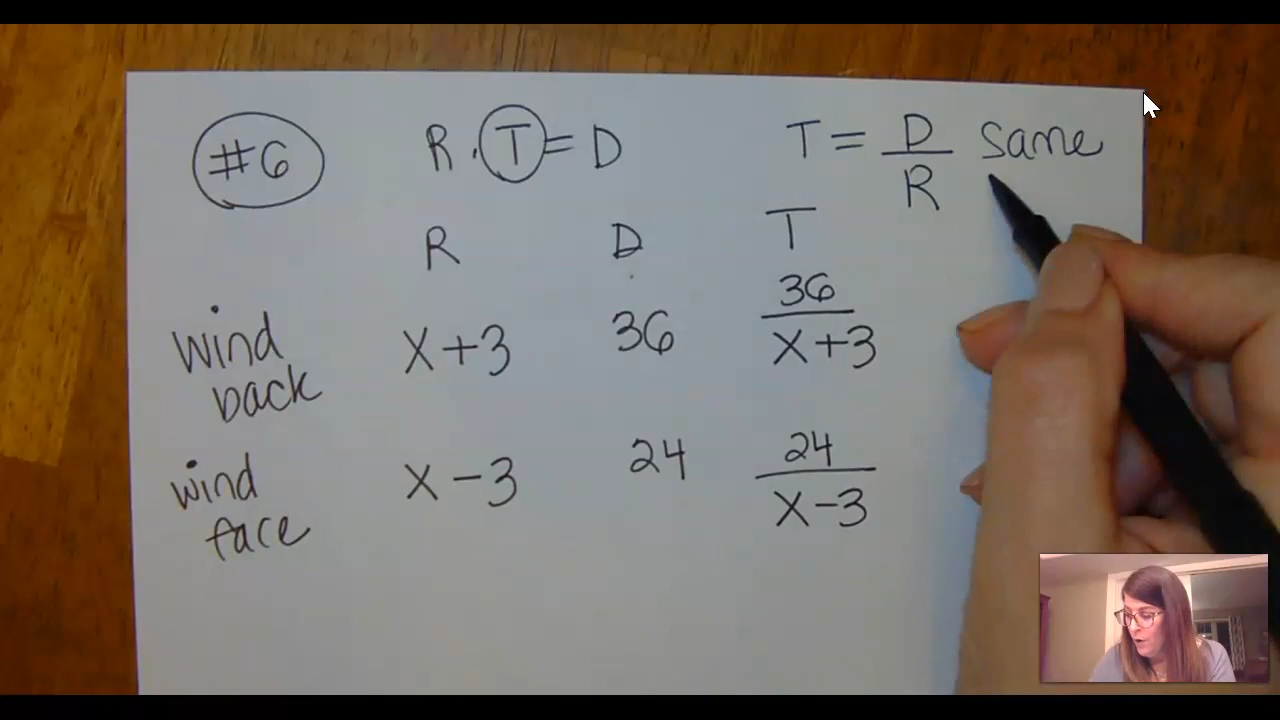 #6 R · T = D T = D/R same
R D T
wind back x+3 36 36/x+3
wind face x-3 24 24/x-3